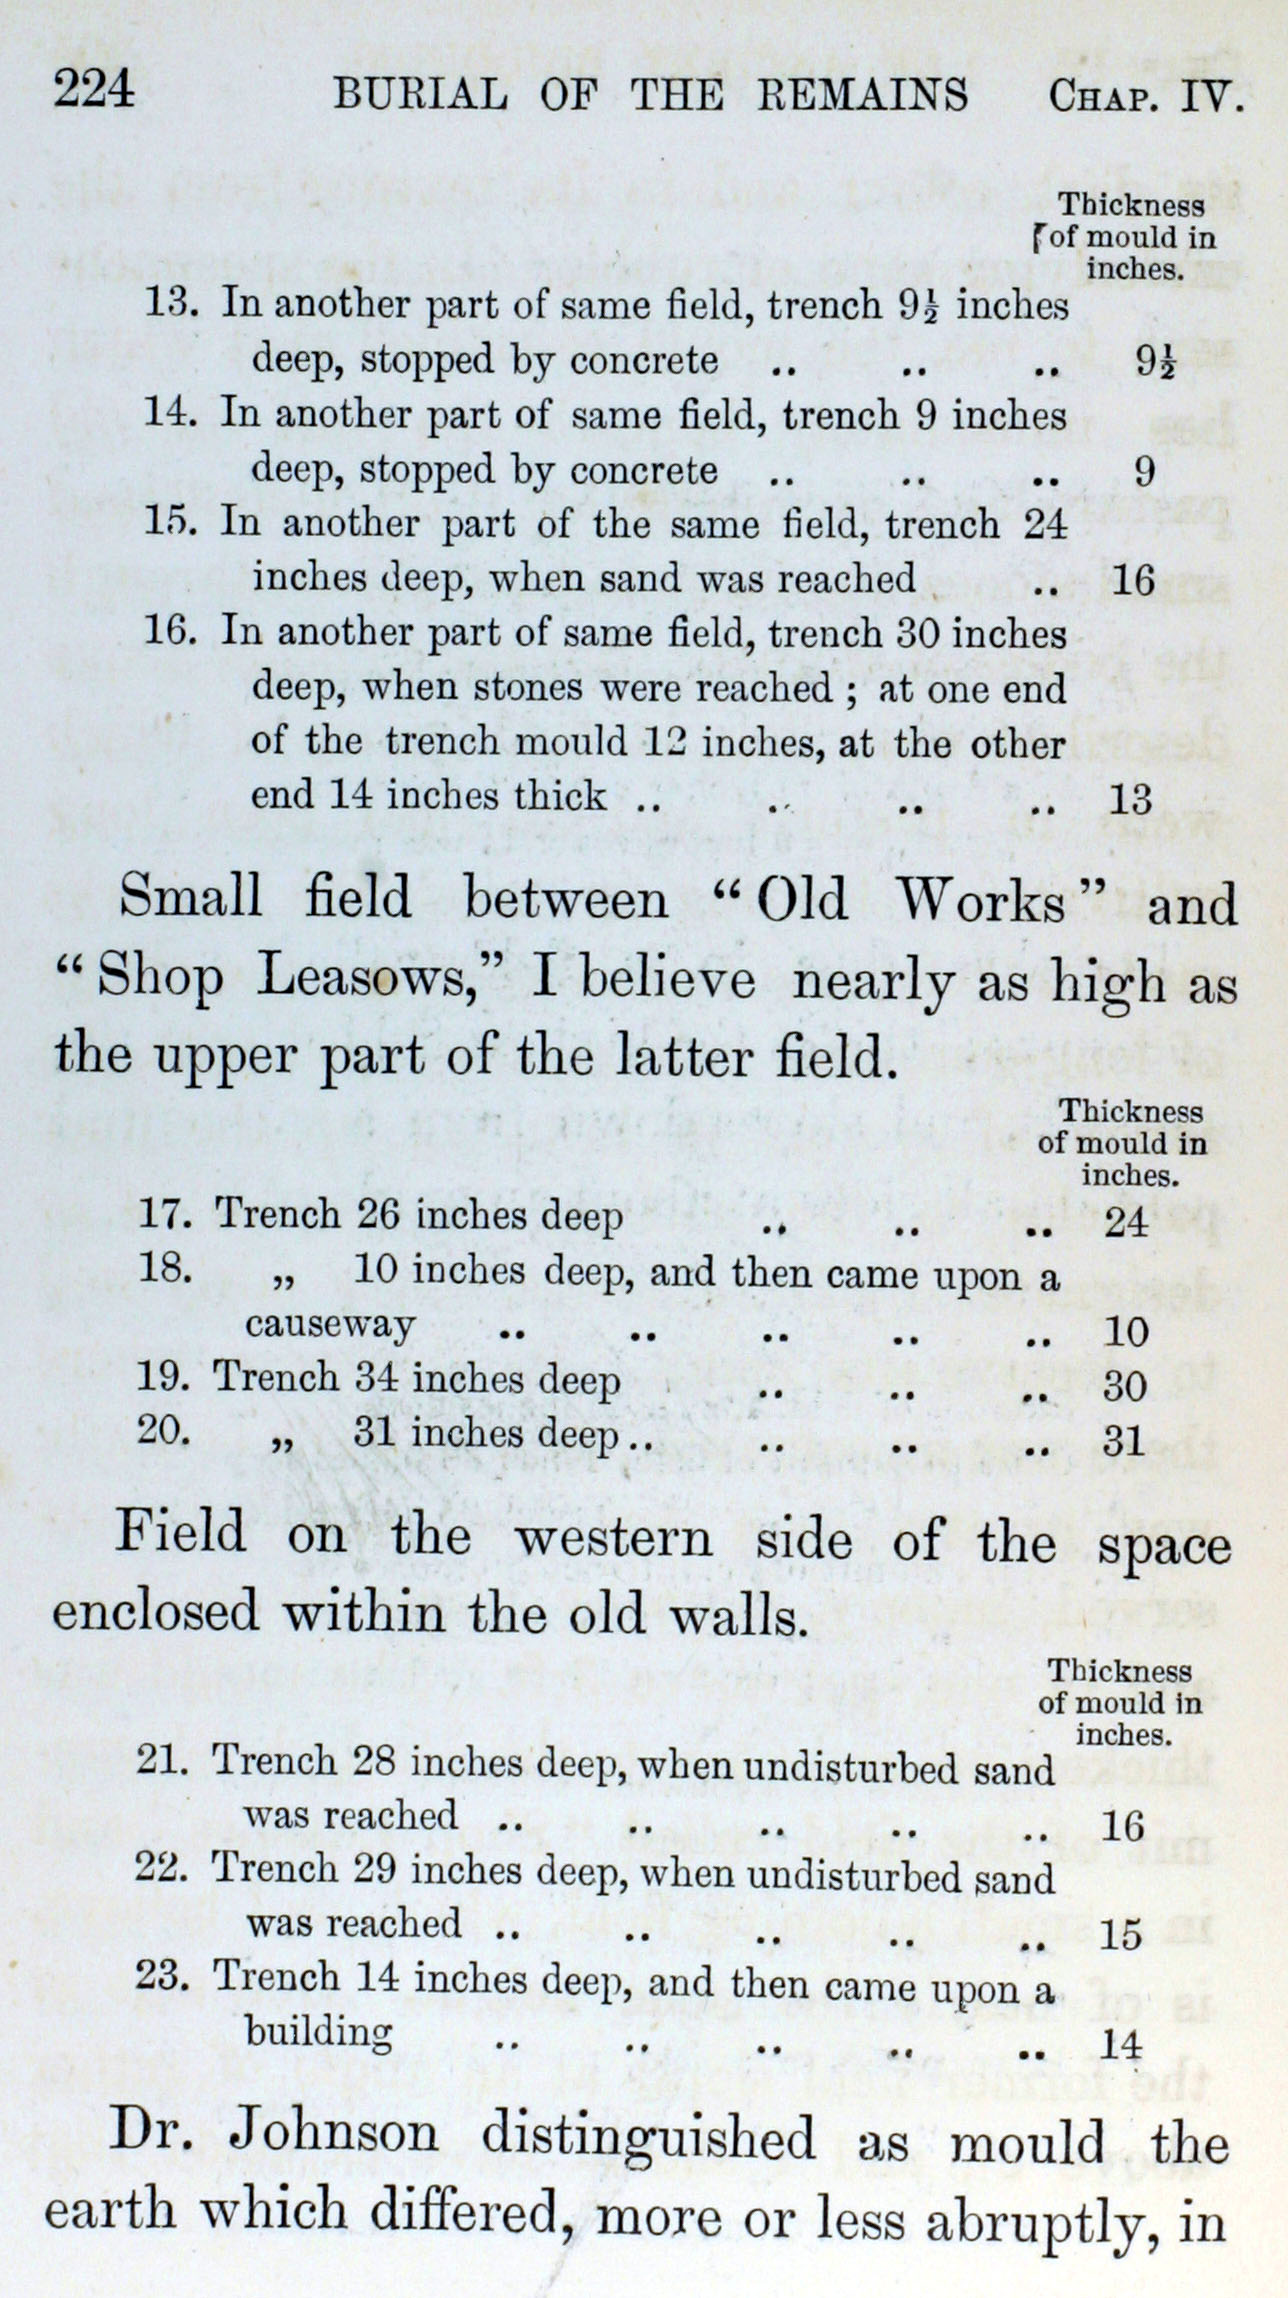 224 BURIAL OF THE REMAINS CHAP. IV.
Thickness
of mould in
inches.
13. In another part of same field, trench 9½ inches
deep, stopped by concrete .. .. .. 9½
14. In another part of same field, trench 9 inches
deep, stopped by concrete .. .. .. 9
15. In another part of the same field, trench 24
inches deep, when sand was reached .. 16
16. In another part of same field, trench 30 inches
deep, when stones were reached ; at one end
of the trench mould 12 inches, at the other
end 14 inches thick .. .. .. .. 13
Small field between “Old Works” and
“Shop Leasows,” I believe nearly as high as
the upper part of the latter field.
Thickness
of mould in
inches.
17. Trench 26 inches deep .. .. .. 24
18. „ 10 inches deep, and then came upon a
causeway .. .. .. .. .. 10
19. Trench 34 inches deep .. .. .. 30
20. „ 31 inches deep .. .. .. .. 31
Field on the western side of the space
enclosed within the old walls.
Thickness
of mould in
inches.
21. Trench 28 inches deep, when undisturbed sand
was reached .. .. .. .. .. 16
22. Trench 29 inches deep, when undisturbed sand
was reached .. .. .. .. .. 15
23. Trench 14 inches deep, and then came upon a
building .. .. .. .. .. 14
Dr. Johnson distinguished as mould the
earth which differed, more or less abruptly, in